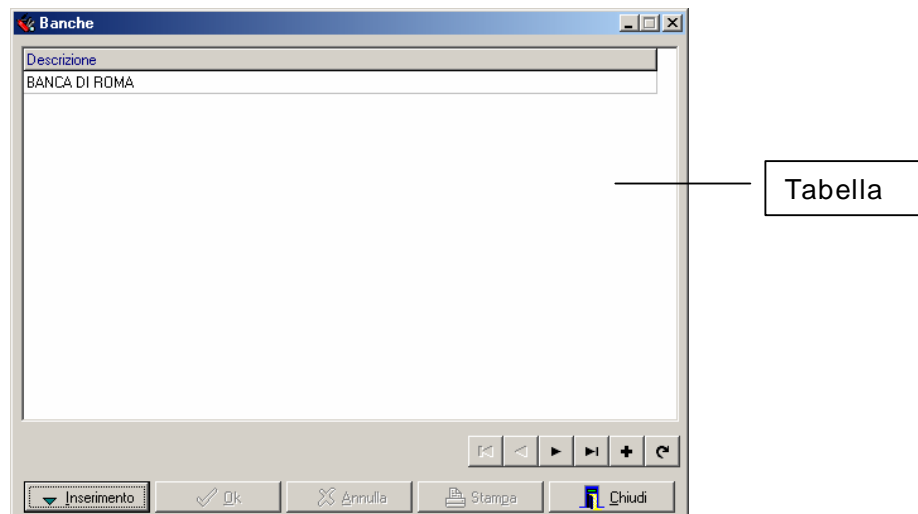 Banche
Descrizione
BANCA DI ROMA
Tabella
Inserimento Ok Annulla Stampa Chiudi